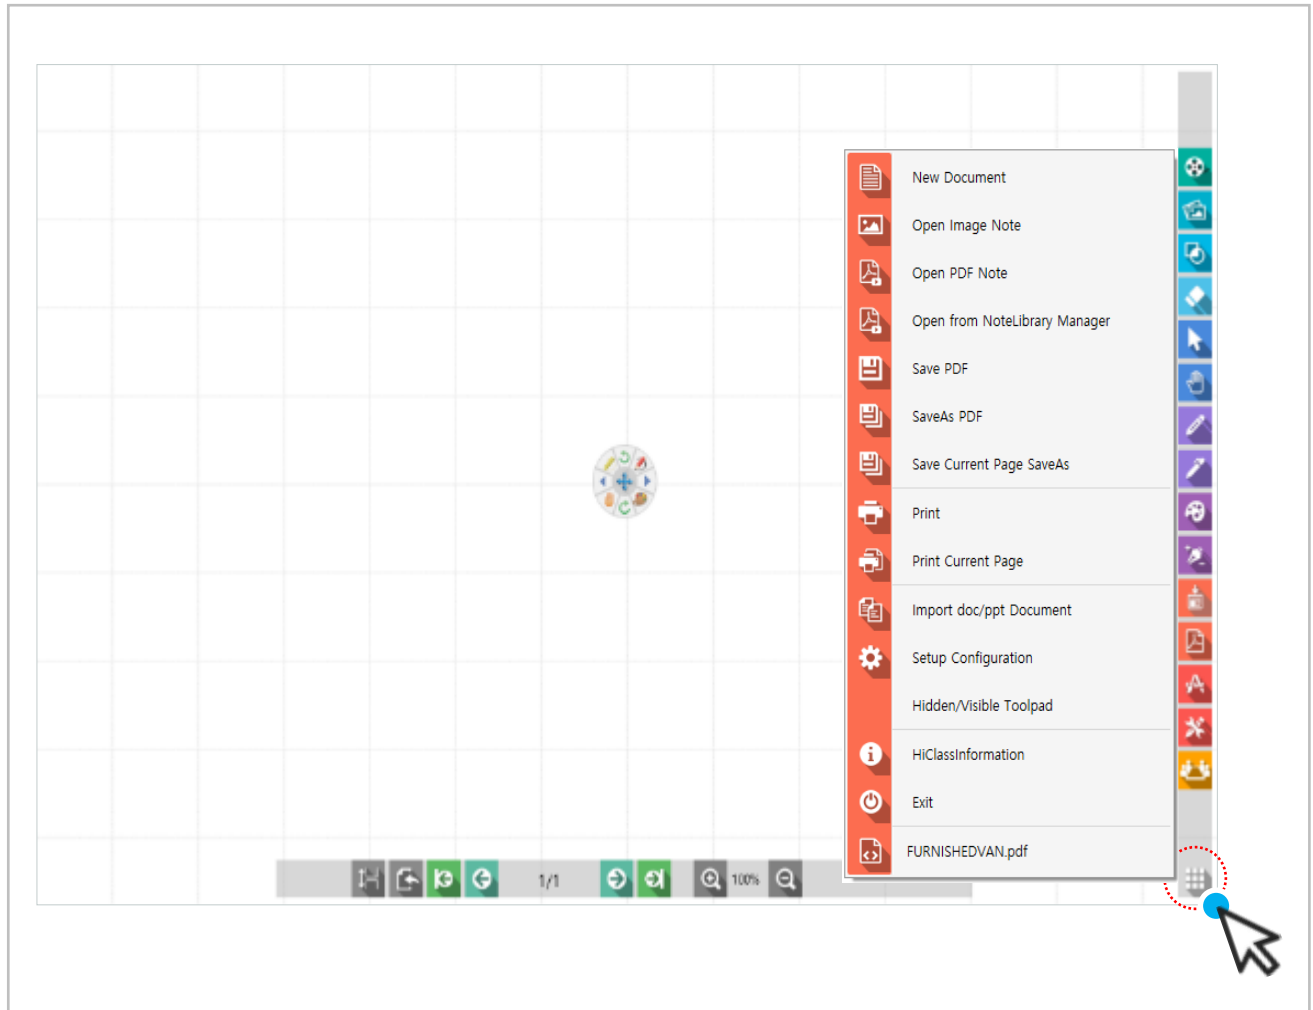 New Document
Open Image Note
Open PDF Note
Open from NoteLibrary Manager
Save PDF
SaveAs PDF
Save Current Page SaveAs
Print
Print Current Page
Import doc/ppt Document
Setup Configuration
Hidden/Visible Toolpad
HiClassInformation
Exit
FURNISHEDVAN.pdf
1/1
100%